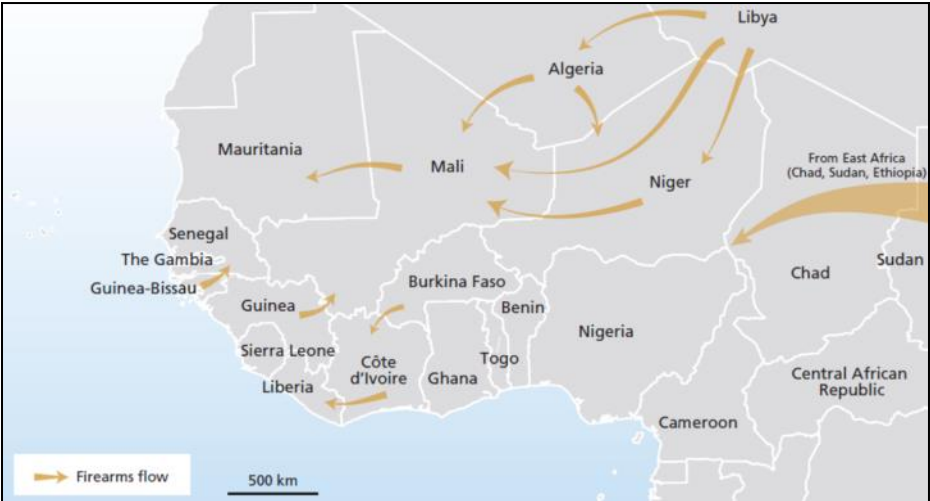 Libya
Algeria
Mauritania
Mali
Niger
From East Africa
(Chad, Sudan, Ethiopia)
Senegal
The Gambia
Guinea-Bissau
Guinea
Burkina Faso
Benin
Chad
Sudan
Nigeria
Sierra Leone
Côte
d'Ivoire
Ghana
Togo
Liberia
Central African
Republic
Cameroon
Firearms flow
500 km